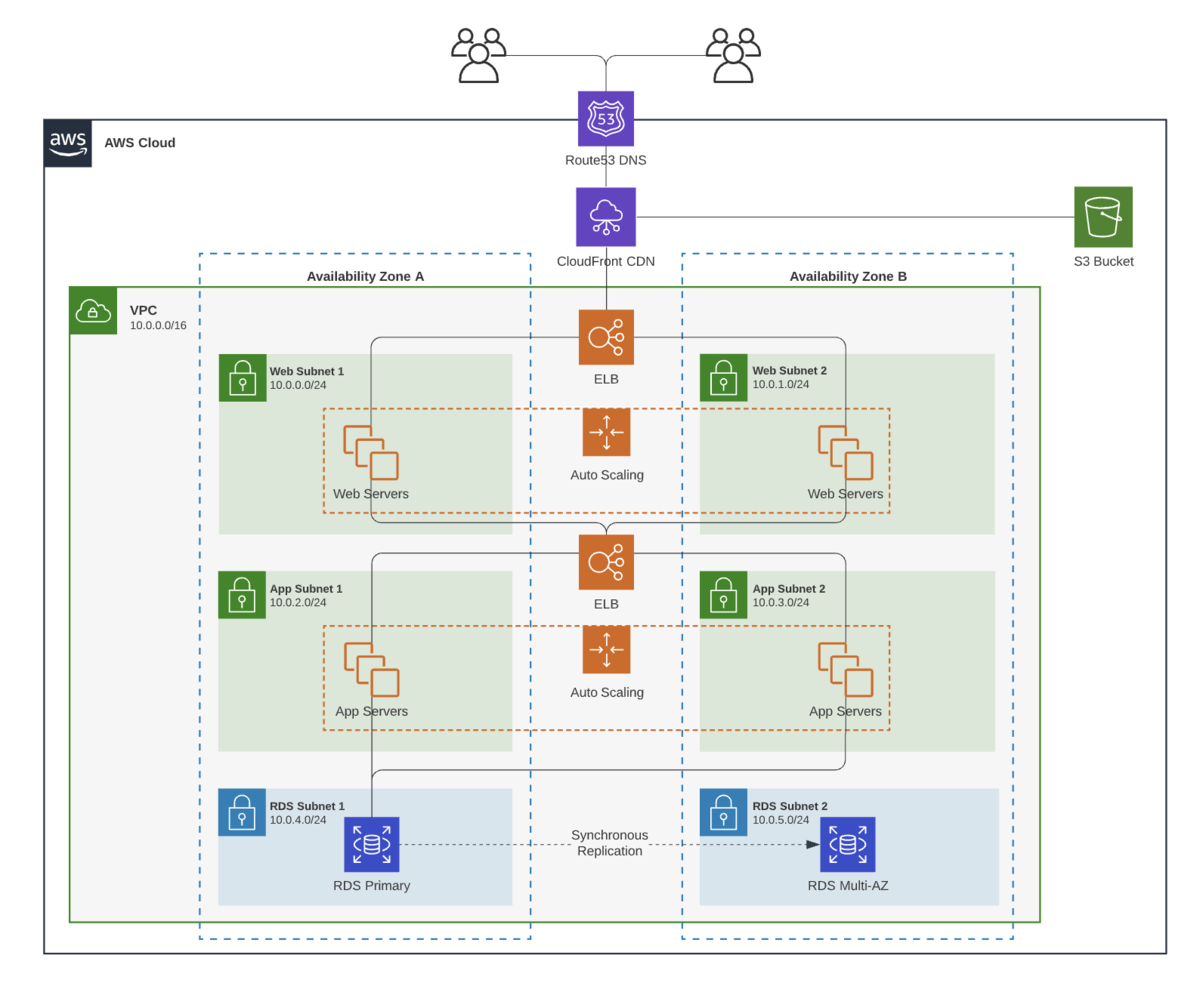 53
Route53 DNS
aws
AWS Cloud
CloudFront CDN
S3 Bucket
Availability Zone A
Availability Zone B
VPC
10.0.0.0/16
ELB
Web Subnet 1
10.0.0.0/24
Web Subnet 2
10.0.1.0/24
Auto Scaling
Web Servers
Web Servers
ELB
App Subnet 1
10.0.2.0/24
App Subnet 2
10.0.3.0/24
Auto Scaling
App Servers
App Servers
RDS Subnet 1
10.0.4.0/24
RDS Subnet 2
10.0.5.0/24
Synchronous
Replication
RDS Primary
RDS Multi-AZ